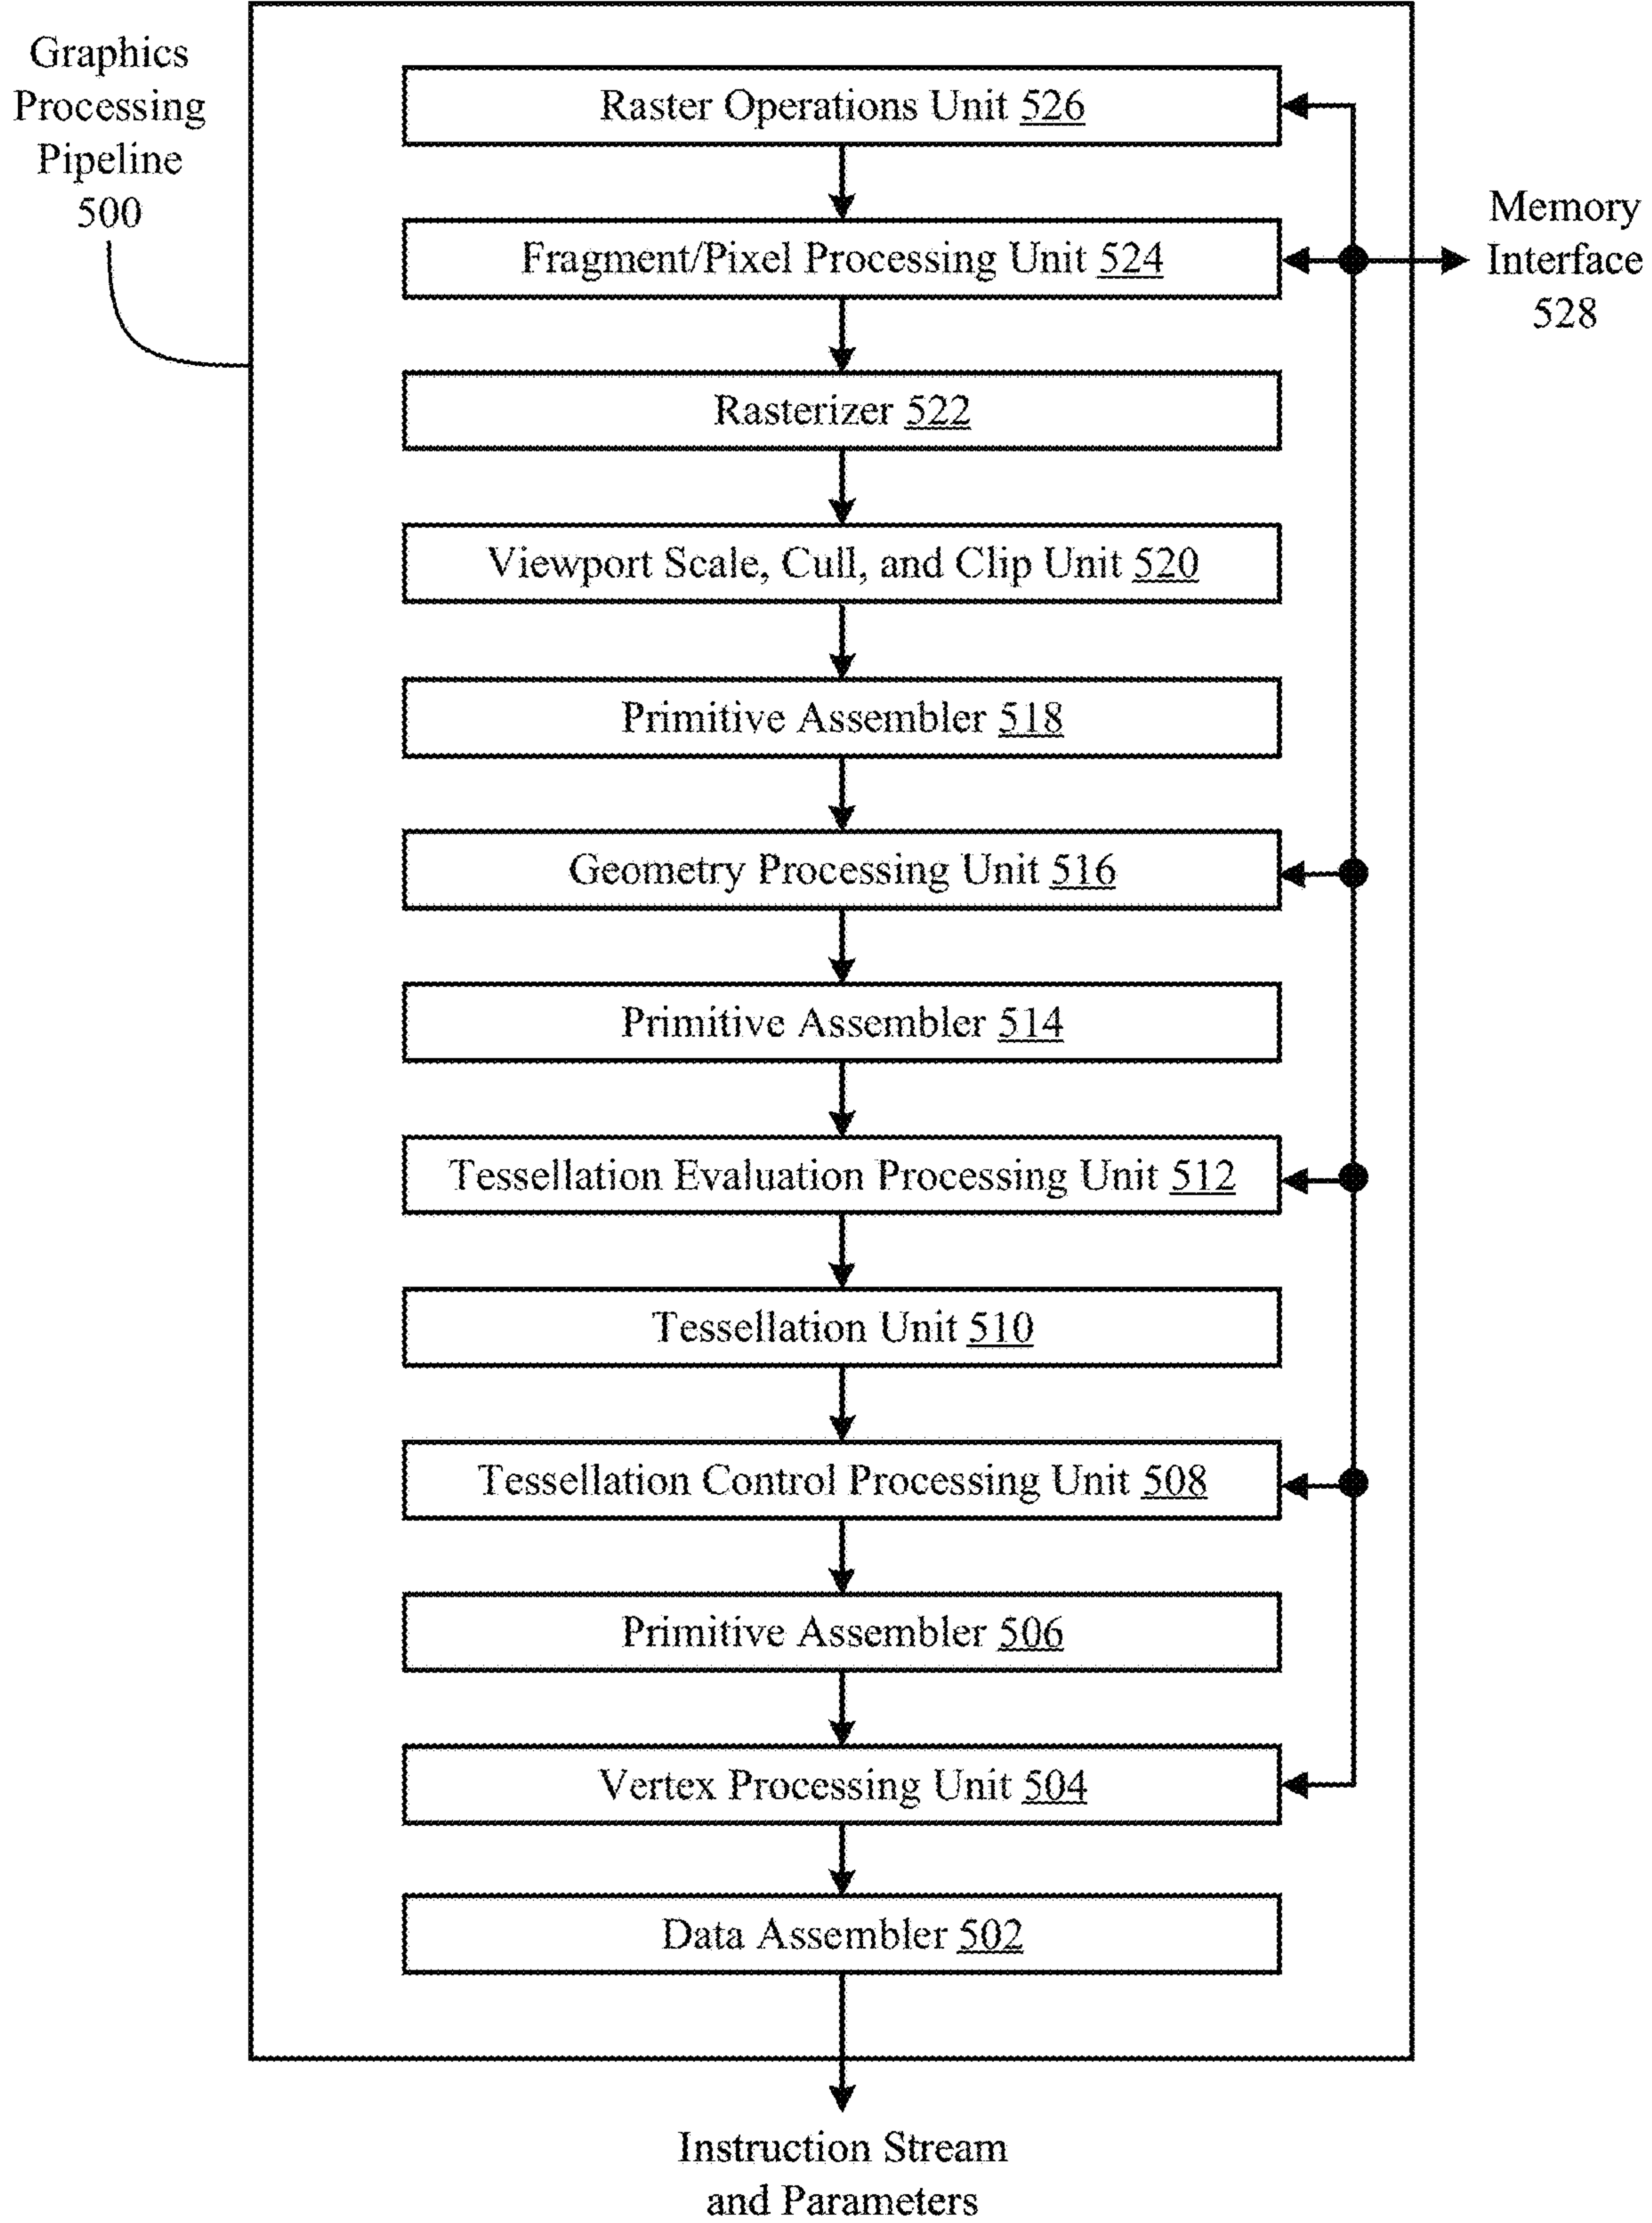 Graphics
Processing
Pipeline
500
Raster Operations Unit 526
Memory
Interface
528
Fragment/Pixel Processing Unit 524
Rasterizer 522
Viewport Scale, Cull, and Clip Unit 520
Primitive Assembler 518
Geometry Processing Unit 516
Primitive Assembler 514
Tessellation Evaluation Processing Unit 512
Tessellation Unit 510
Tessellation Control Processing Unit 508
Primitive Assembler 506
Vertex Processing Unit 504
Data Assembler 502
Instruction Stream
and Parameters